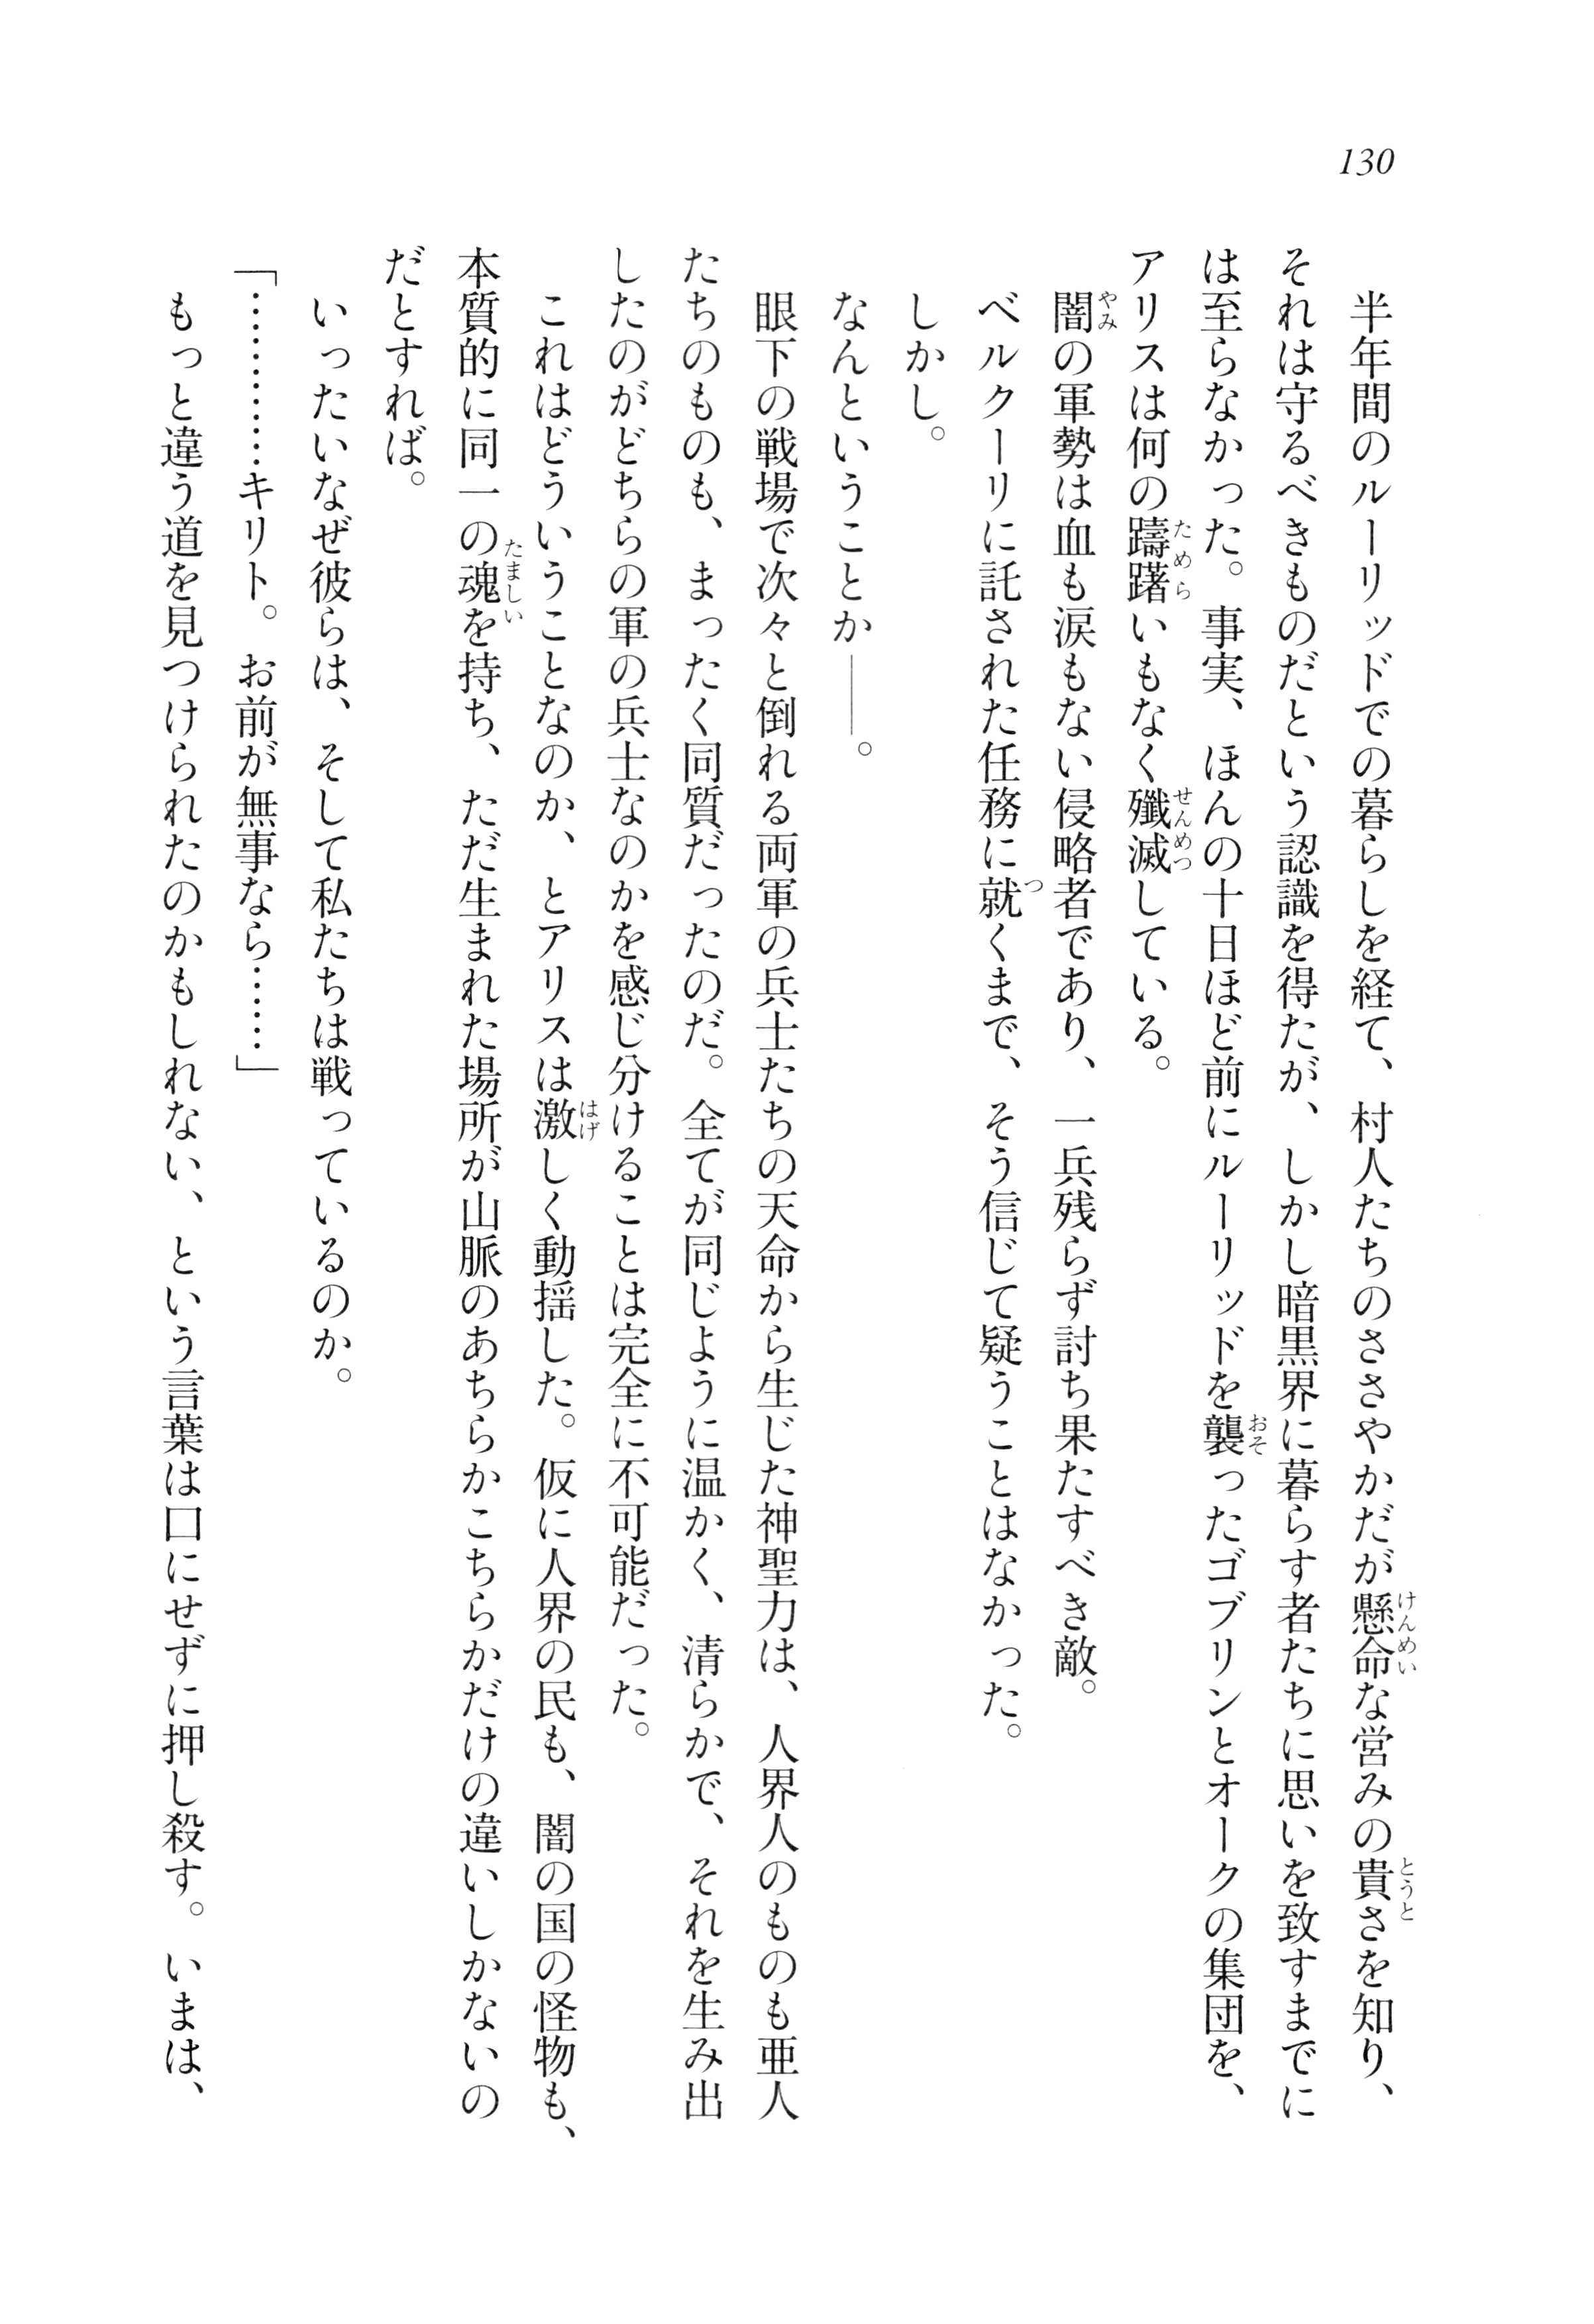 130
半年間のルーリッドでの暮らしを経て、村人たちのささやかだが懸命な営みの貴さを知り、
それは守るべきものだという認識を得たが、しかし暗黒界に暮らす者たちに思いを致すまでに
は至らなかった。事実、ほんの十日ほど前にルーリッドを襲ったゴブリンとオークの集団を、
アリスは何の躊躇いもなく殲滅している。
闇の軍勢は血も涙もない侵略者であり、一兵残らず討ち果たすべき敵。
ベルクーリに託された任務に就くまで、そう信じて疑うことはなかった。
しかし。
なんということか――。
眼下の戦場で次々と倒れる両軍の兵士たちの天命から生じた神聖力は、人界人のものも亜人
たちのものも、まったく同質だったのだ。全てが同じように温かく、清らかで、それを生み出
したのがどちらの軍の兵士なのかを感じ分けることは完全に不可能だった。
これはどういうことなのか、とアリスは激しく動揺した。仮に人界の民も、闇の国の怪物も、
本質的に同一の魂を持ち、ただ生まれた場所が山脈のあちらかこちらかだけの違いしかないの
だとすれば。
いったいなぜ彼らは、そして私たちは戦っているのか。
「…………キリト。お前が無事なら……」
もっと違う道を見つけられたのかもしれない、という言葉は口にせずに押し殺す。いまは、